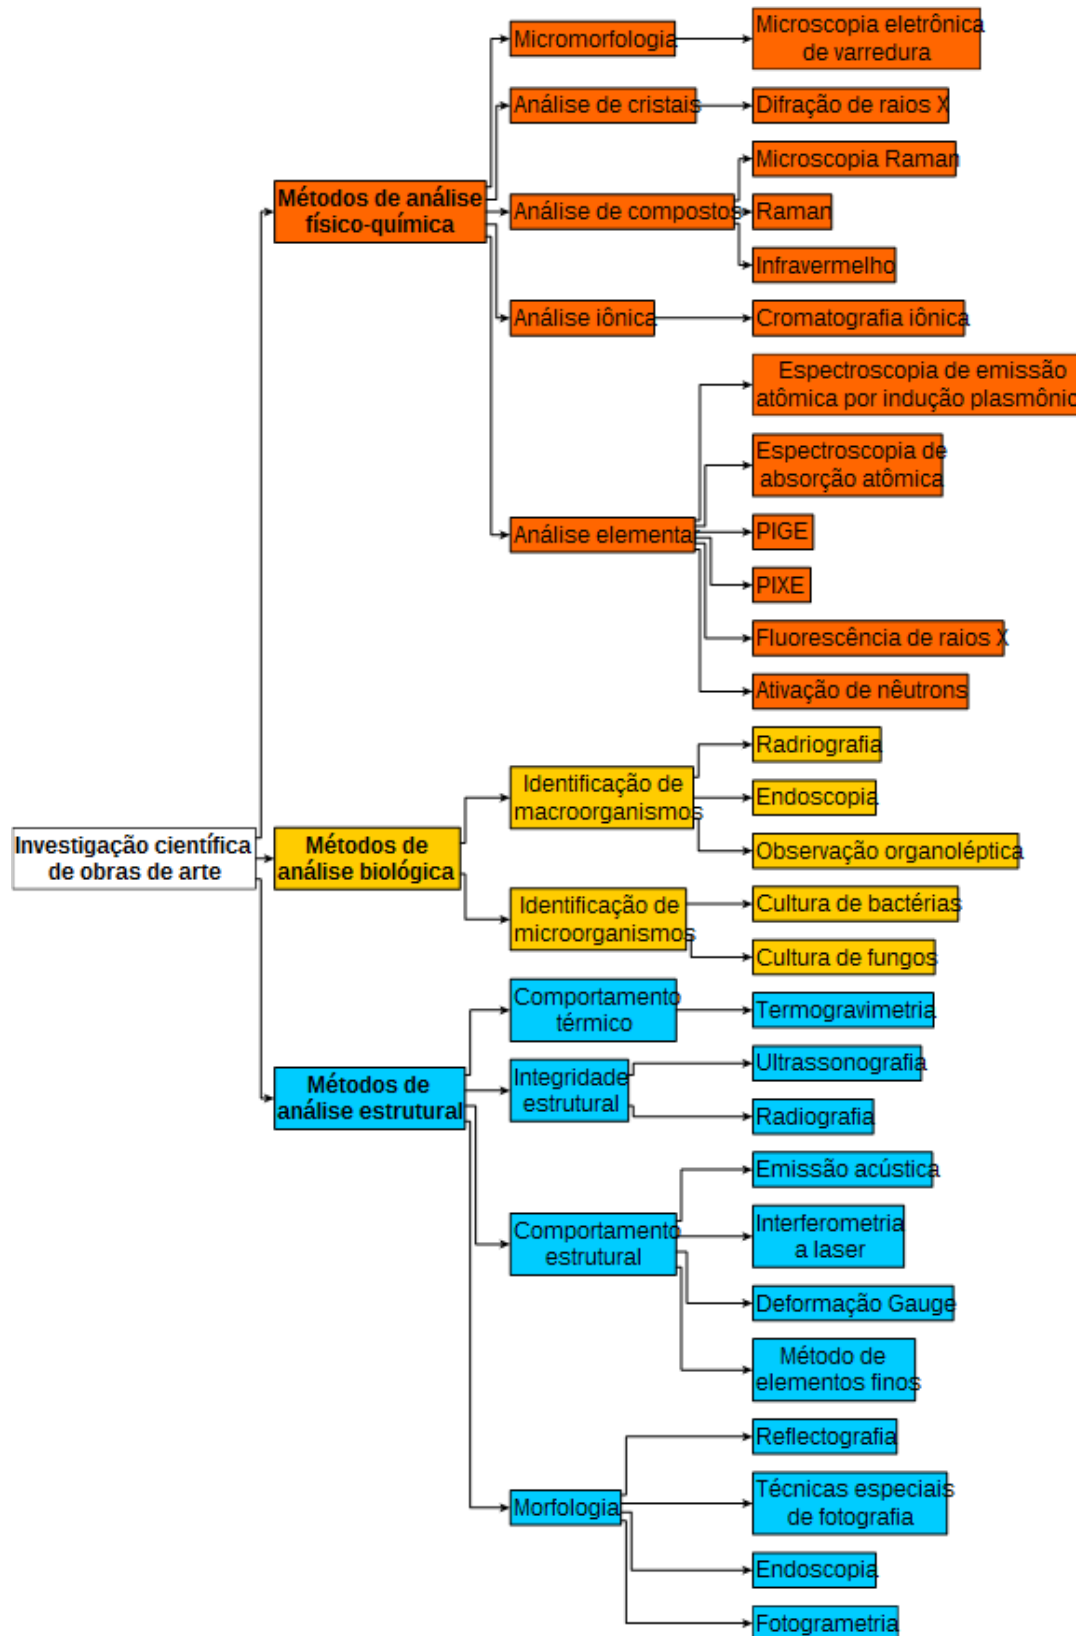 Micromorfologia
Microscopia eletrônica
de varredura
Análise de cristais
Difração de raios X
Métodos de análise
físico-química
Análise de compostos
Microscopia Raman
Raman
Infravermelho
Análise iônica
Cromatografia iônica
Análise elementa
Espectroscopia de emissão
atômica por indução plasmônic
Espectroscopia de
absorção atômica
PIGE
PIXE
Fluorescência de raios X
Ativação de nêutrons
Investigação científica
de obras de arte
Métodos de
análise biológica
Identificação de
macroorganismos
Radriografia
Endoscopia
Observação organoléptica
Identificação de
microorganismos
Cultura de bactérias
Cultura de fungos
Métodos de
análise estrutural
Comportamento
térmico
Termogravimetria
Integridade
estrutural
Ultrassonografia
Radiografia
Comportamento
estrutural
Emissão acústica
Interferometria
a laser
Deformação Gauge
Método de
elementos finos
Morfologia
Reflectografia
Técnicas especiais
de fotografia
Endoscopia
Fotogrametria